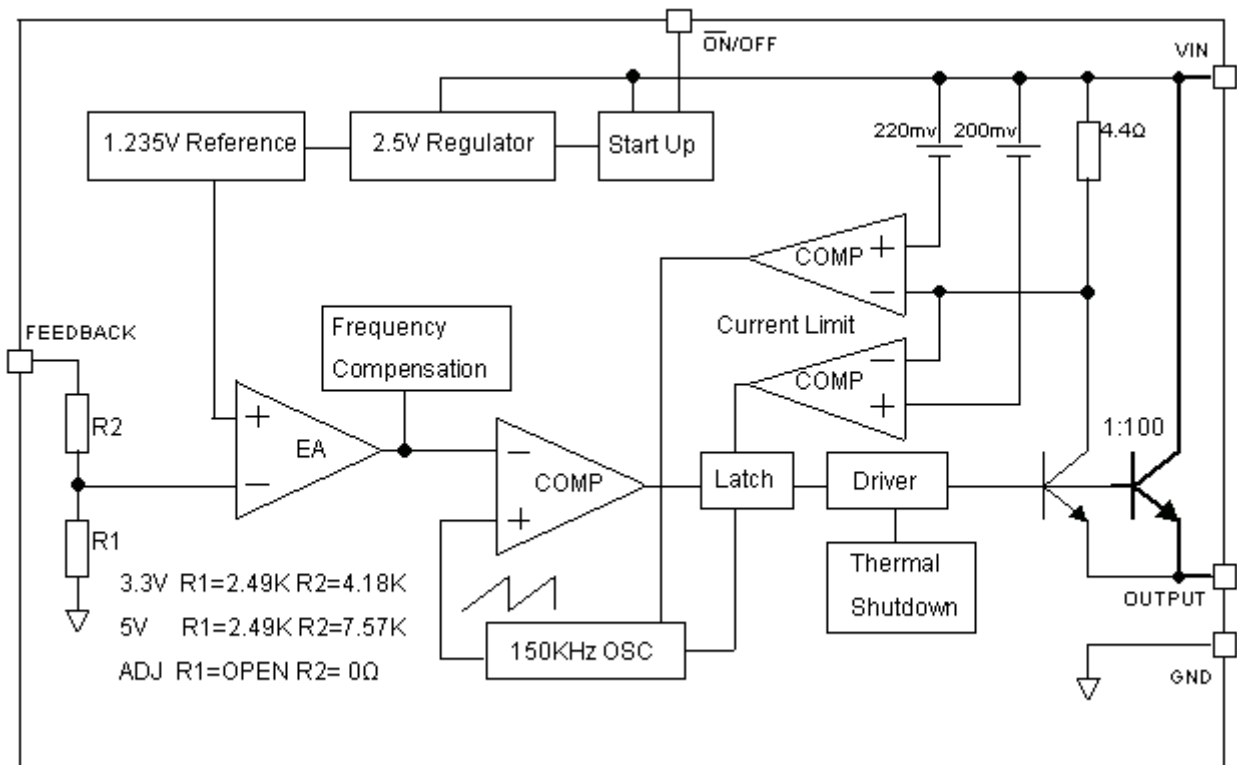 O̅N̅/OFF
VIN
220mv
200mv
4.4Ω
1.235V Reference
2.5V Regulator
Start Up
+
COMP
−
Current Limit
−
COMP
+
FEEDBACK
Frequency
Compensation
R2
+
EA
−
−
COMP
+
1:100
Latch
Driver
R1
Thermal
Shutdown
3.3V R1=2.49K R2=4.18K
5V R1=2.49K R2=7.57K
ADJ R1=OPEN R2= 0Ω
150KHz OSC
OUTPUT
GND